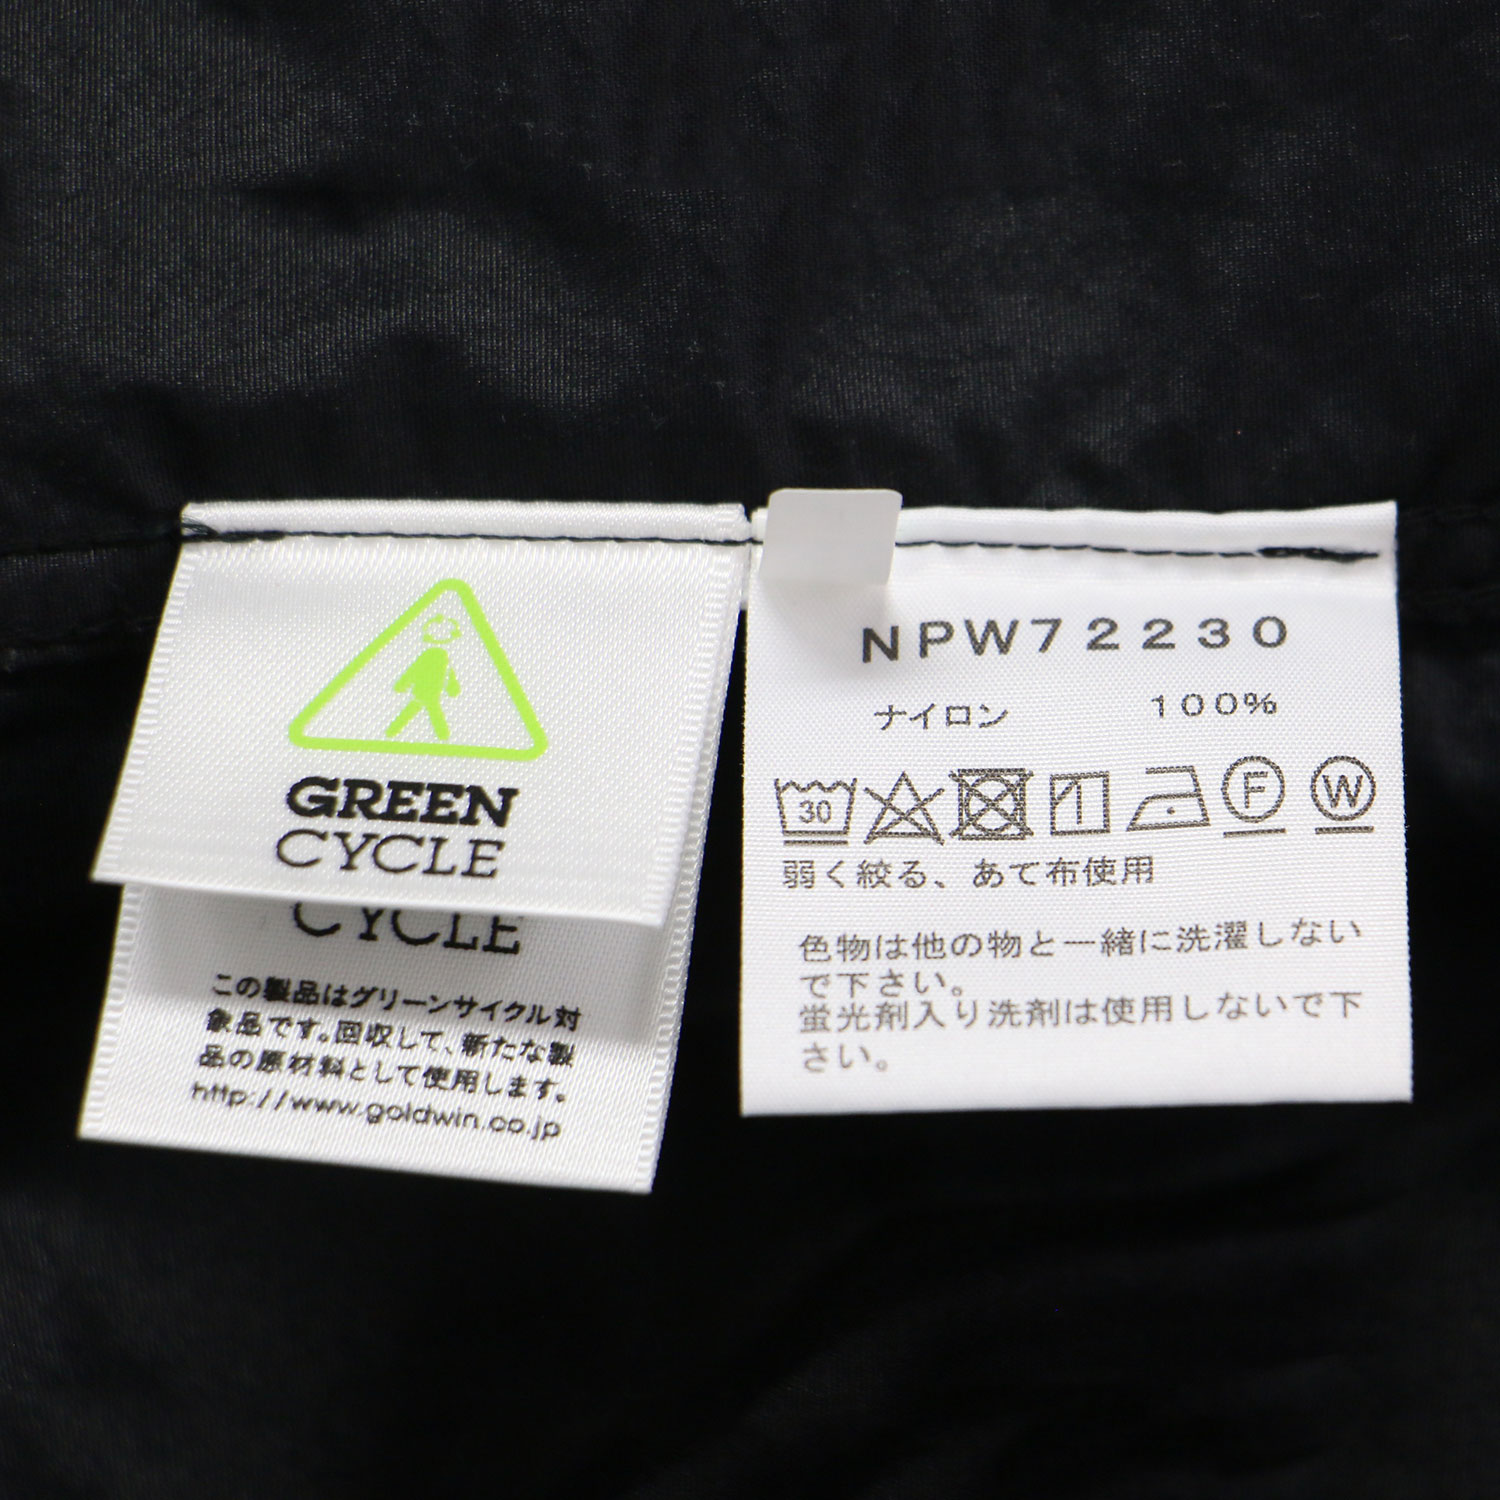 GREEN
CYCLE
CYCLE
この製品はグリーンサイクル対
象品です。回収して、新たな製
品の原材料として使用します。
http://www.goldwin.co.jp
NPW72230
ナイロン 100%
30 F W
弱く絞る、あて布使用
色物は他の物と一緒に洗濯しない
で下さい。
蛍光剤入り洗剤は使用しないで下
さい。